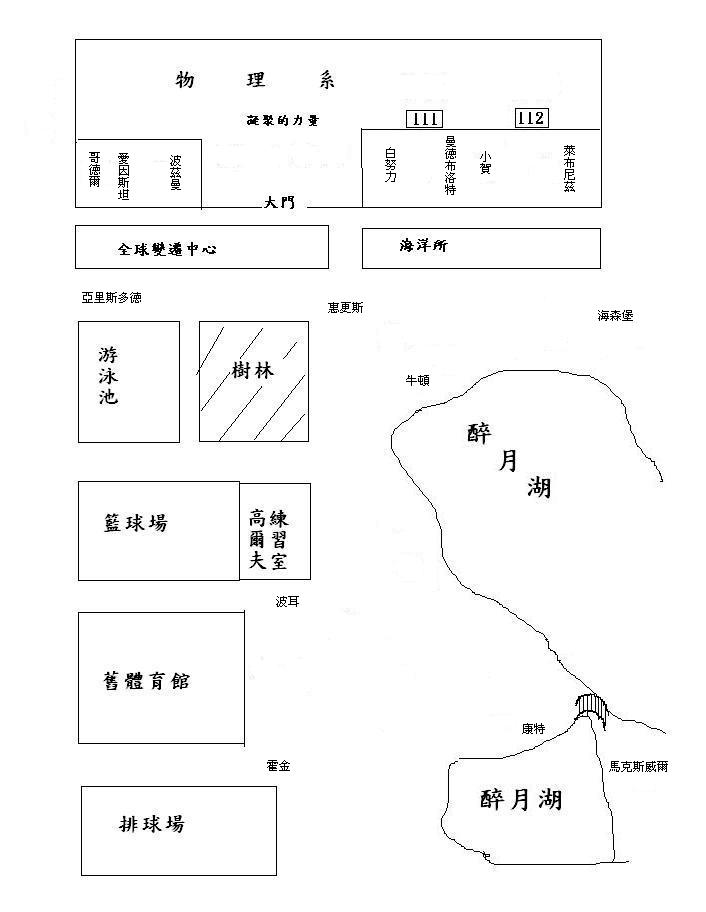 物理系
凝聚的力量
111
112
哥德爾
愛因斯坦
波茲曼
白努力
曼德布洛特
小賀
萊布尼茲
大門
全球變遷中心
海洋所
亞里斯多德
惠更斯
海森堡
游泳池
樹林
牛頓
醉月湖
籃球場
高爾夫
練習室
波耳
舊體育館
康特
霍金
馬克斯威爾
排球場
醉月湖